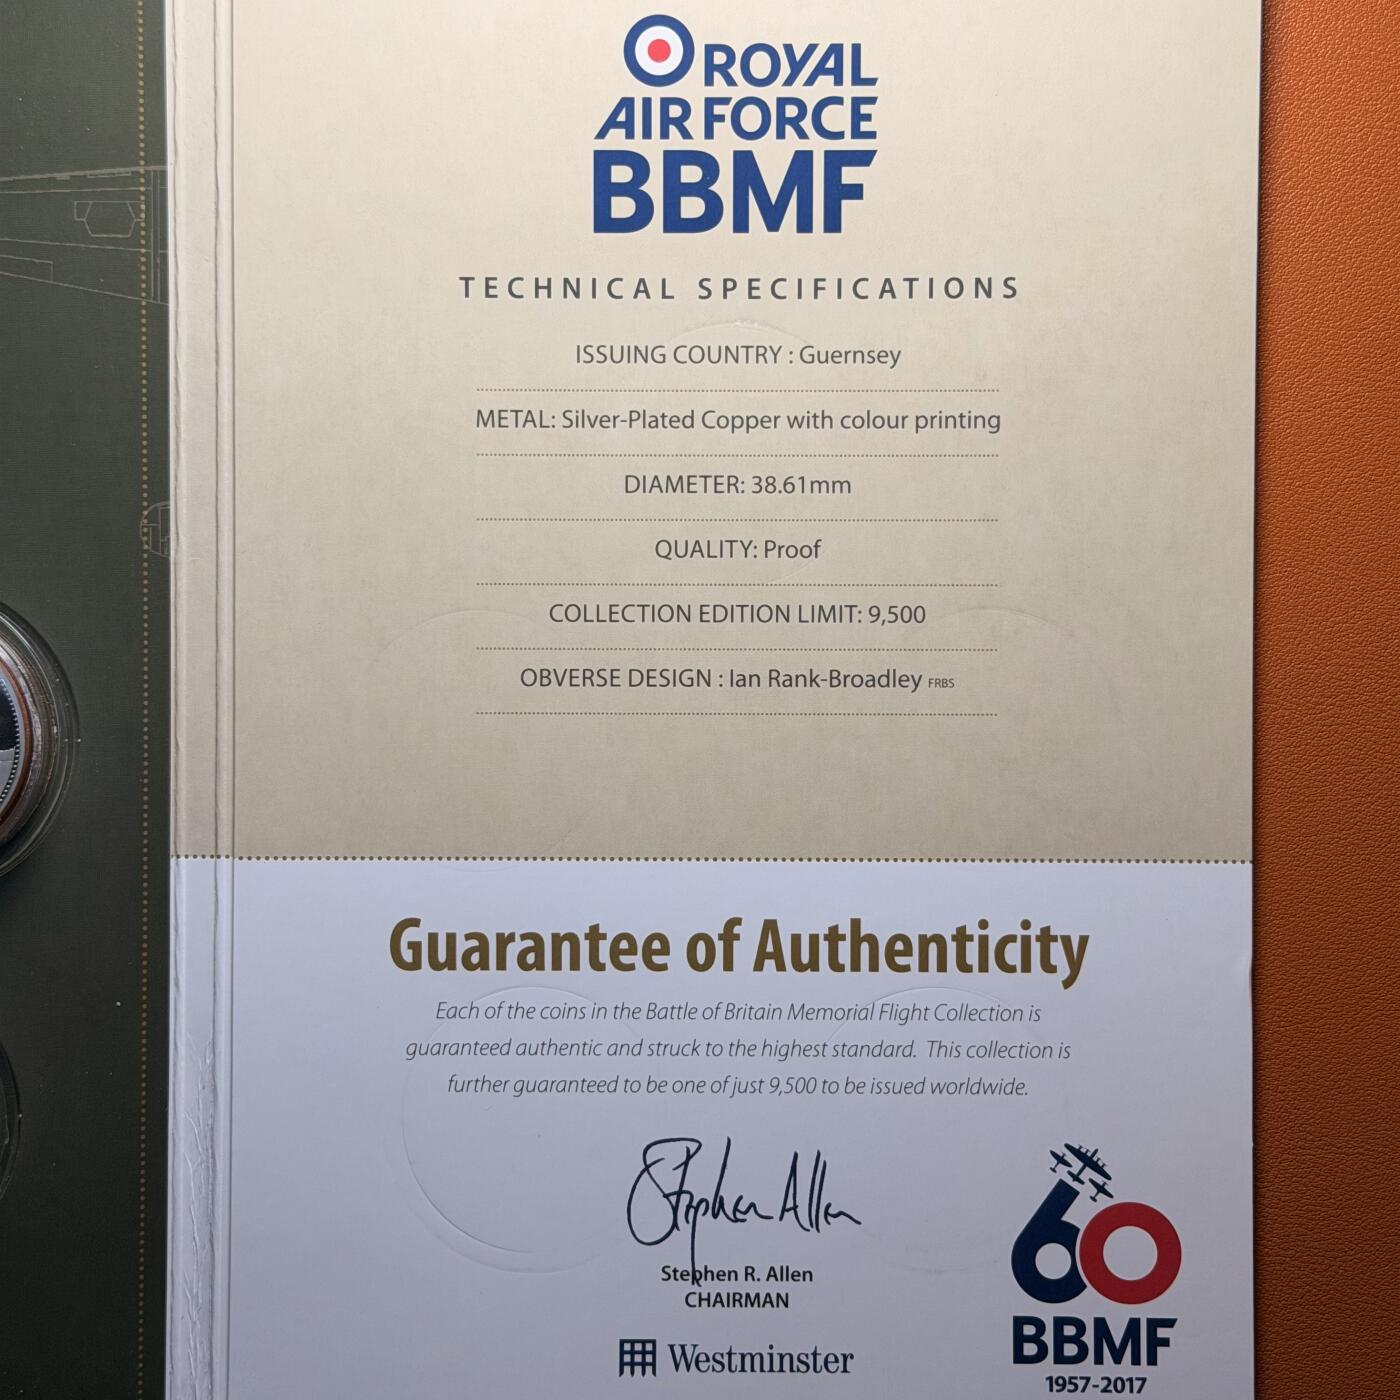 ROYAL
AIR FORCE
BBMF
TECHNICAL SPECIFICATIONS
ISSUING COUNTRY : Guernsey
METAL: Silver-Plated Copper with colour printing
DIAMETER: 38.61mm
QUALITY: Proof
COLLECTION EDITION LIMIT: 9,500
OBVERSE DESIGN : Ian Rank-Broadley FRBS
Guarantee of Authenticity
Each of the coins in the Battle of Britain Memorial Flight Collection is
guaranteed authentic and struck to the highest standard. This collection is
further guaranteed to be one of just 9,500 to be issued worldwide.
Stephen Allen
Stephen R. Allen
CHAIRMAN
Westminster
60
BBMF
1957-2017